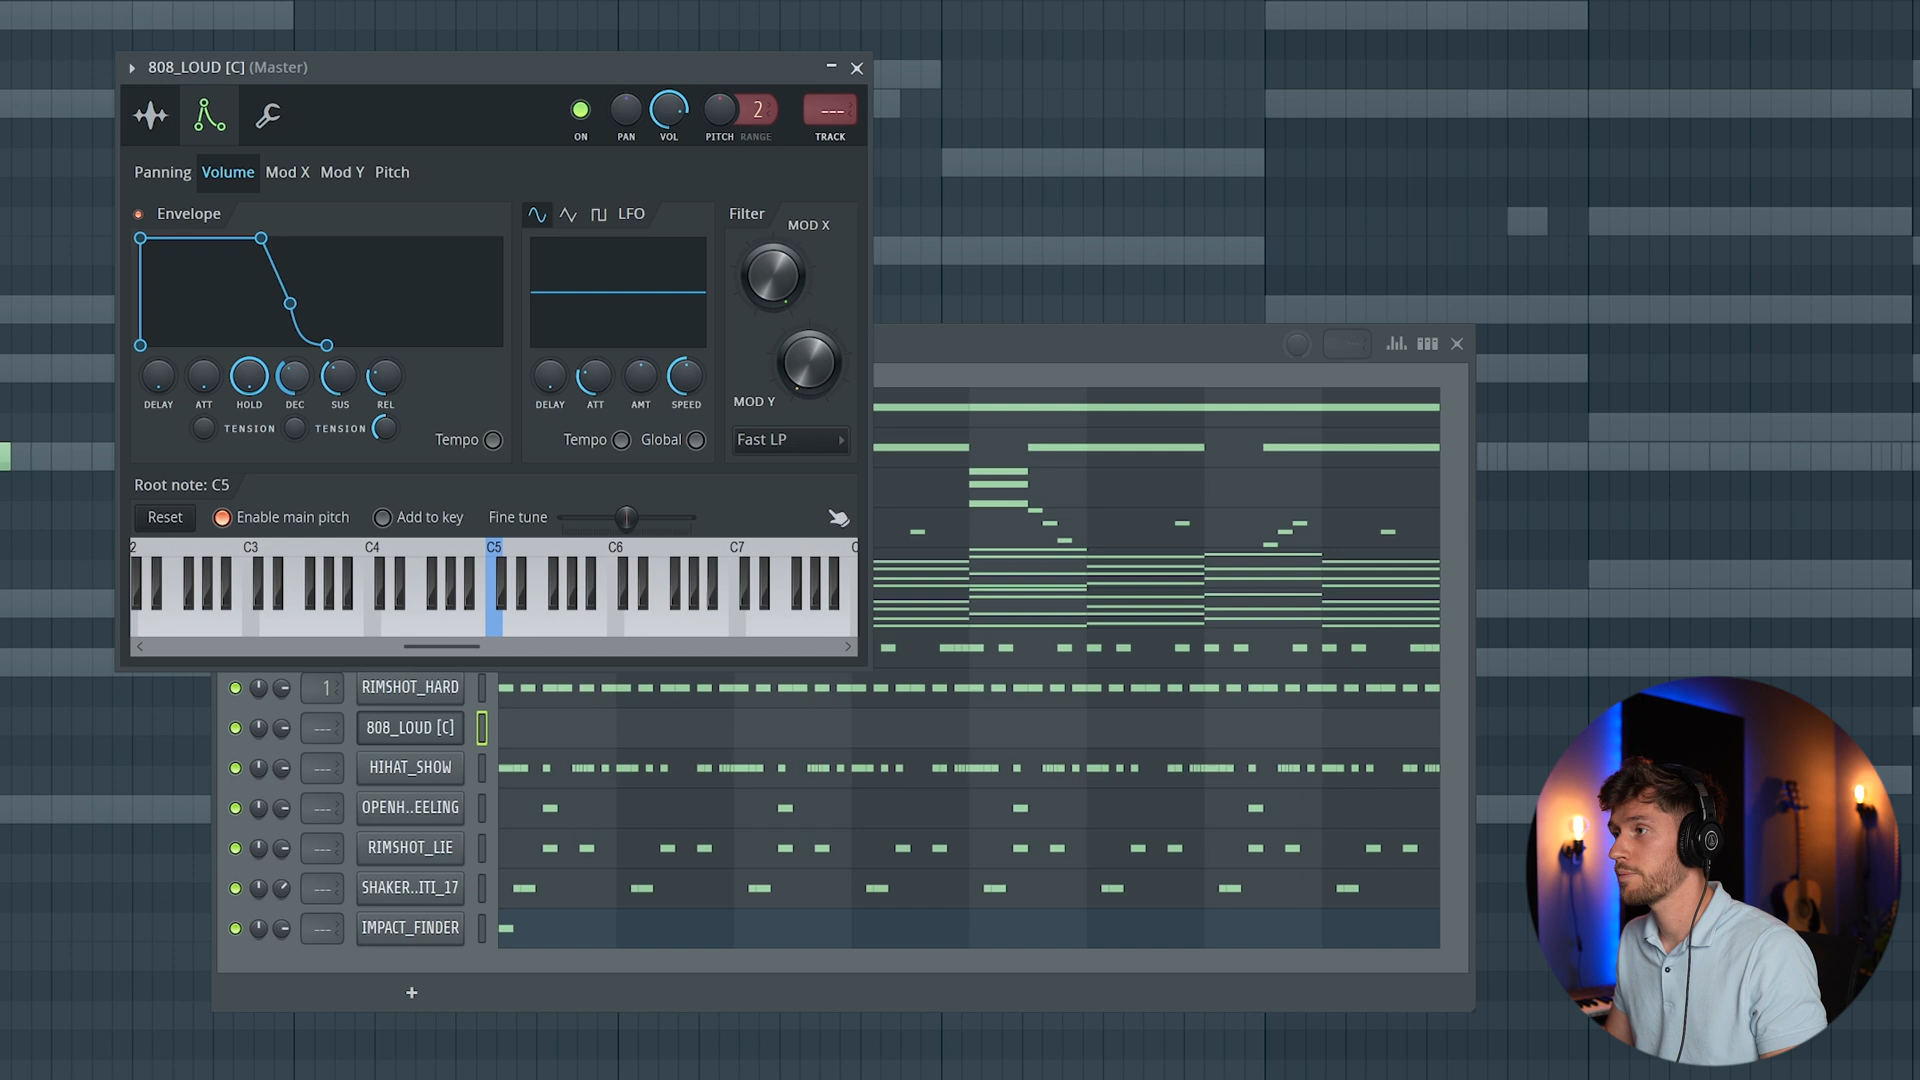 808_LOUD [C] (Master)
ON PAN VOL PITCH RANGE 2 --- TRACK
Panning Volume Mod X Mod Y Pitch
Envelope
LFO
Filter
MOD X
DELAY ATT HOLD DEC SUS REL
DELAY ATT AMT SPEED
MOD Y
TENSION TENSION
Tempo
Tempo Global
Fast LP
Root note: C5
Reset Enable main pitch Add to key Fine tune
2 C3 C4 C5 C6 C7 C
1 RIMSHOT_HARD
--- 808_LOUD [C]
--- HIHAT_SHOW
--- OPENH..EELING
--- RIMSHOT_LIE
--- SHAKER..ITI_17
--- IMPACT_FINDER
+